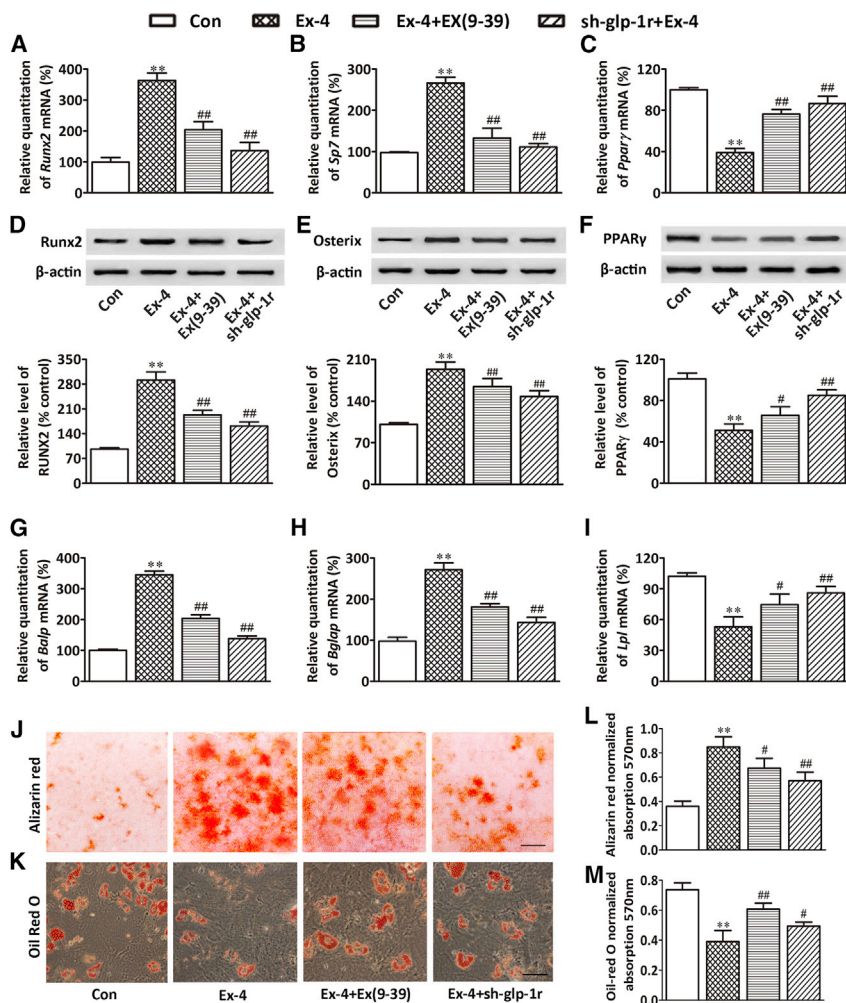 Con Ex-4 Ex-4+EX(9-39) sh-glp-1r+Ex-4
A
Relative quantitation
of Runx2 mRNA (%)
400
300
200
100
0
**
##
##
B
Relative quantitation
of Sp7 mRNA (%)
300
200
100
0
**
##
##
C
Relative quantitation
of Pparγ mRNA (%)
120
80
40
0
**
##
##
D
Runx2
β-actin
Con
Ex-4
Ex-4+
Ex(9-39)
Ex-4+
sh-glp-1r
Relative level of
RUNX2 (% control)
350
280
210
140
70
0
**
##
##
E
Osterix
β-actin
Con
Ex-4
Ex-4+
Ex(9-39)
Ex-4+
sh-glp-1r
Relative level of
Osterix (% control)
210
140
70
0
**
##
##
F
PPARγ
β-actin
Con
Ex-4
Ex-4+
Ex(9-39)
Ex-4+
sh-glp-1r
Relative level of
PPARγ (% control)
120
80
40
0
**
#
##
G
Relative quantitation
of Balp mRNA (%)
400
300
200
100
0
**
##
##
H
Relative quantitation
of Bglap mRNA (%)
300
200
100
0
**
##
##
I
Relative quantitation
of Lpl mRNA (%)
120
90
60
30
0
**
#
##
J
Alizarin red
K
Oil Red O
Con Ex-4 Ex-4+Ex(9-39) Ex-4+sh-glp-1r
L
Alizarin red normalized
absorption 570nm
1.0
0.8
0.6
0.4
0.2
0.0
**
#
##
M
Oil-red O normalized
absorption 570nm
0.8
0.6
0.4
0.2
0.0
**
##
#